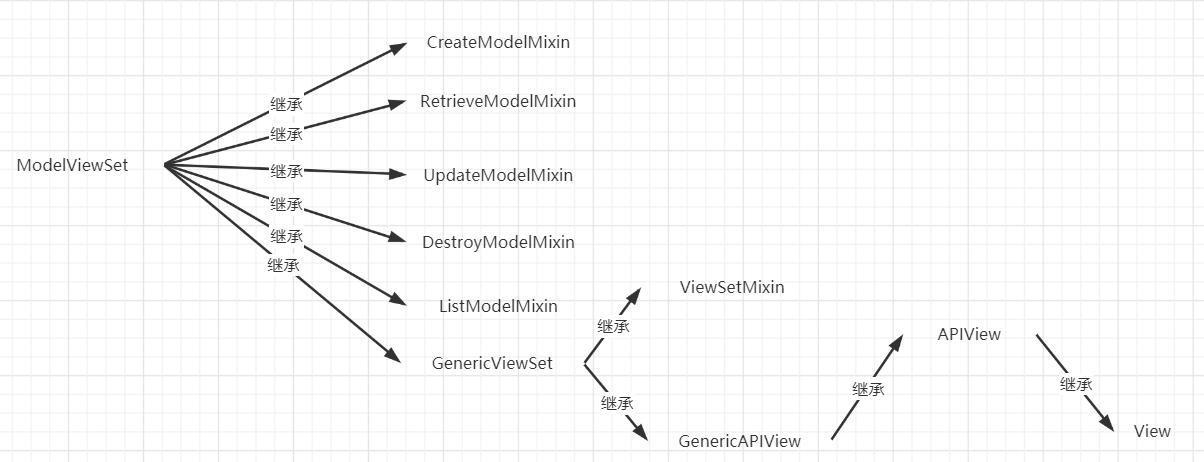 CreateModelMixin
继承
RetrieveModelMixin
继承
ModelViewSet
继承
UpdateModelMixin
继承
DestroyModelMixin
继承
ListModelMixin
继承
GenericViewSet
ViewSetMixin
继承
继承
GenericAPIView
继承
APIView
继承
View